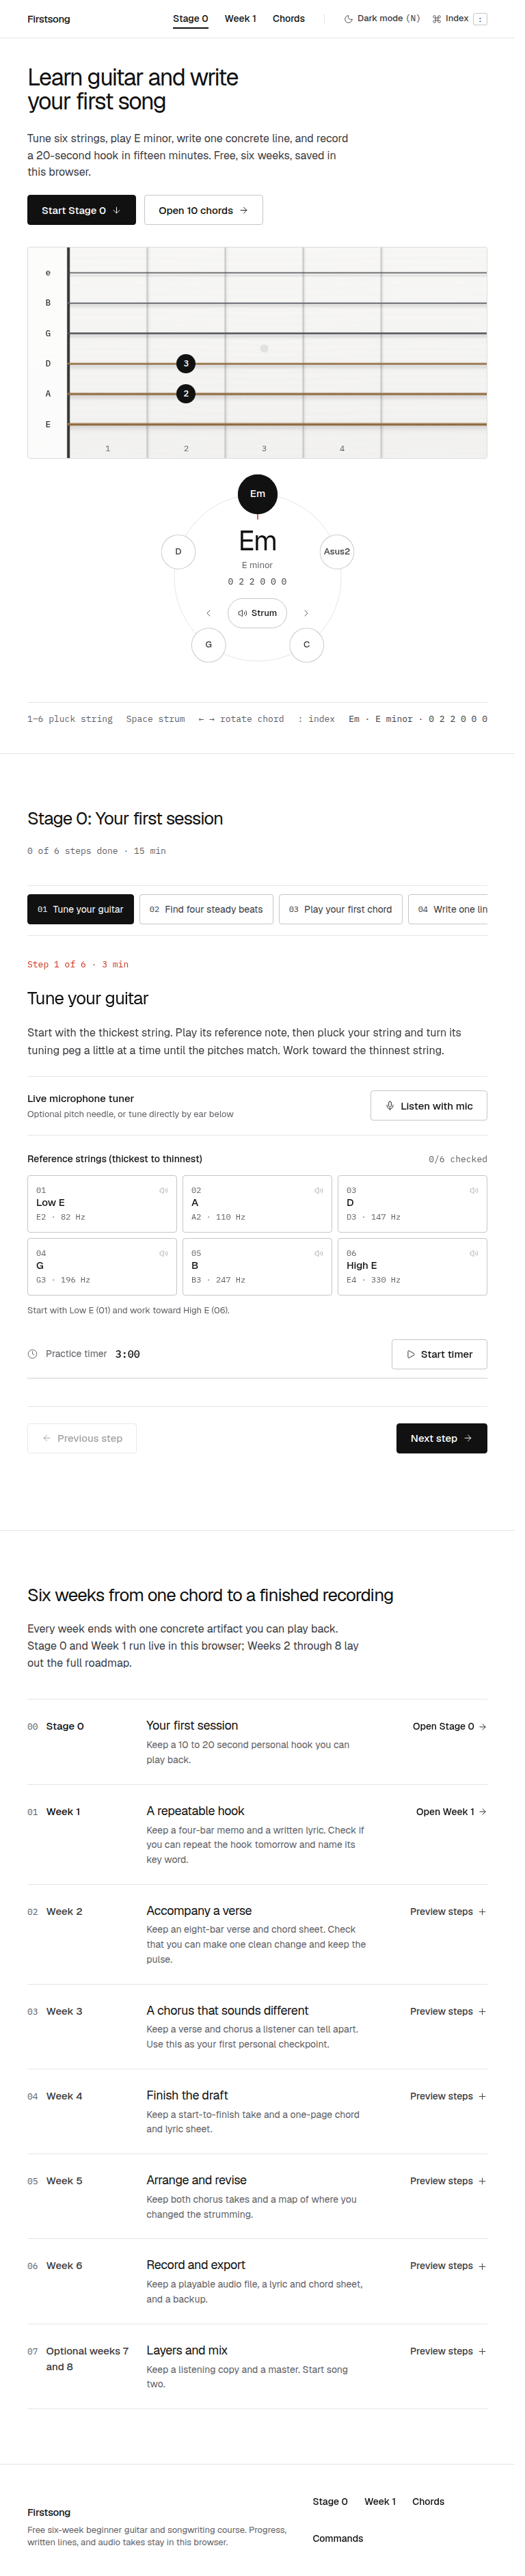 Firstsong
Stage 0 Week 1 Chords Dark mode (N) Index :
Learn guitar and write
your first song
Tune six strings, play E minor, write one concrete line, and record
a 20-second hook in fifteen minutes. Free, six weeks, saved in
this browser.
Start Stage 0 ↓ Open 10 chords →
e
B
G
D 3
A 2
E
1 2 3 4
Em
D Em Asus2
E minor
0 2 2 0 0 0
‹ Strum ›
G C
1–6 pluck string Space strum ← → rotate chord : index Em · E minor · 0 2 2 0 0 0
Stage 0: Your first session
0 of 6 steps done · 15 min
01 Tune your guitar 02 Find four steady beats 03 Play your first chord 04 Write one lin
Step 1 of 6 · 3 min
Tune your guitar
Start with the thickest string. Play its reference note, then pluck your string and turn its
tuning peg a little at a time until the pitches match. Work toward the thinnest string.
Live microphone tuner
Optional pitch needle, or tune directly by ear below
Listen with mic
Reference strings (thickest to thinnest) 0/6 checked
01
Low E
E2 · 82 Hz
02
A
A2 · 110 Hz
03
D
D3 · 147 Hz
04
G
G3 · 196 Hz
05
B
B3 · 247 Hz
06
High E
E4 · 330 Hz
Start with Low E (01) and work toward High E (06).
Practice timer 3:00 Start timer
← Previous step Next step →
Six weeks from one chord to a finished recording
Every week ends with one concrete artifact you can play back.
Stage 0 and Week 1 run live in this browser; Weeks 2 through 8 lay
out the full roadmap.
00 Stage 0 Your first session Open Stage 0 →
Keep a 10 to 20 second personal hook you can
play back.
01 Week 1 A repeatable hook Open Week 1 →
Keep a four-bar memo and a written lyric. Check if
you can repeat the hook tomorrow and name its
key word.
02 Week 2 Accompany a verse Preview steps +
Keep an eight-bar verse and chord sheet. Check
that you can make one clean change and keep the
pulse.
03 Week 3 A chorus that sounds different Preview steps +
Keep a verse and chorus a listener can tell apart.
Use this as your first personal checkpoint.
04 Week 4 Finish the draft Preview steps +
Keep a start-to-finish take and a one-page chord
and lyric sheet.
05 Week 5 Arrange and revise Preview steps +
Keep both chorus takes and a map of where you
changed the strumming.
06 Week 6 Record and export Preview steps +
Keep a playable audio file, a lyric and chord sheet,
and a backup.
07 Optional weeks 7
and 8
Layers and mix Preview steps +
Keep a listening copy and a master. Start song
two.
Firstsong
Free six-week beginner guitar and songwriting course. Progress,
written lines, and audio takes stay in this browser.
Stage 0 Week 1 Chords
Commands